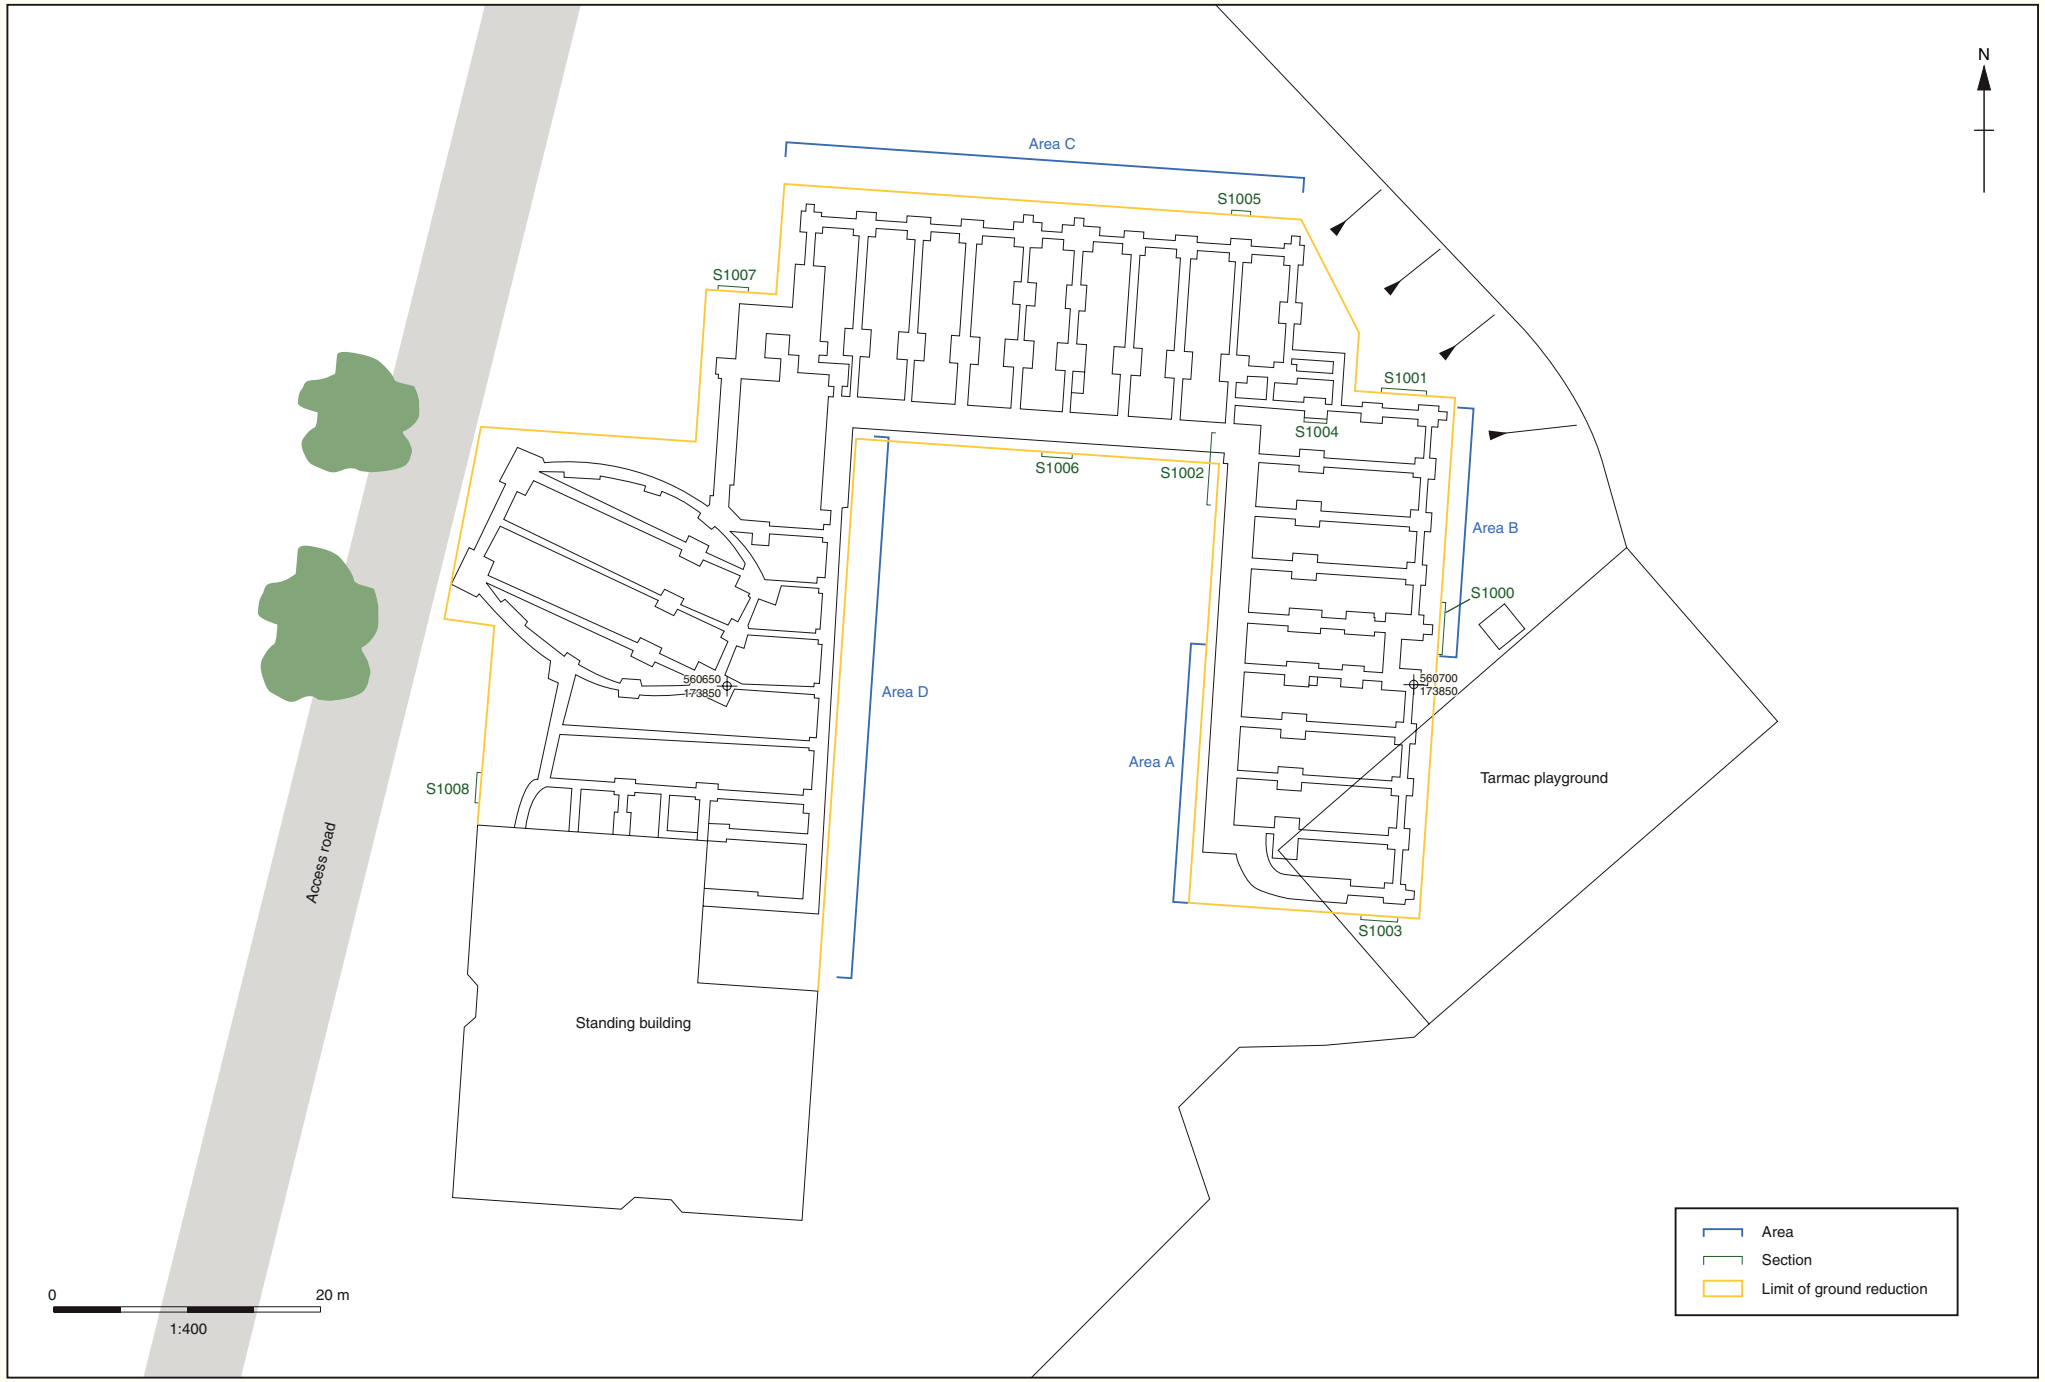 N
Area C
S1005
S1007
S1001
S1004
S1006
S1002
Area B
S1000
560650
173850
560700
173850
Area D
Area A
S1008
Tarmac playground
Access road
S1003
Standing building
Area
Section
Limit of ground reduction
0
20 m
1:400